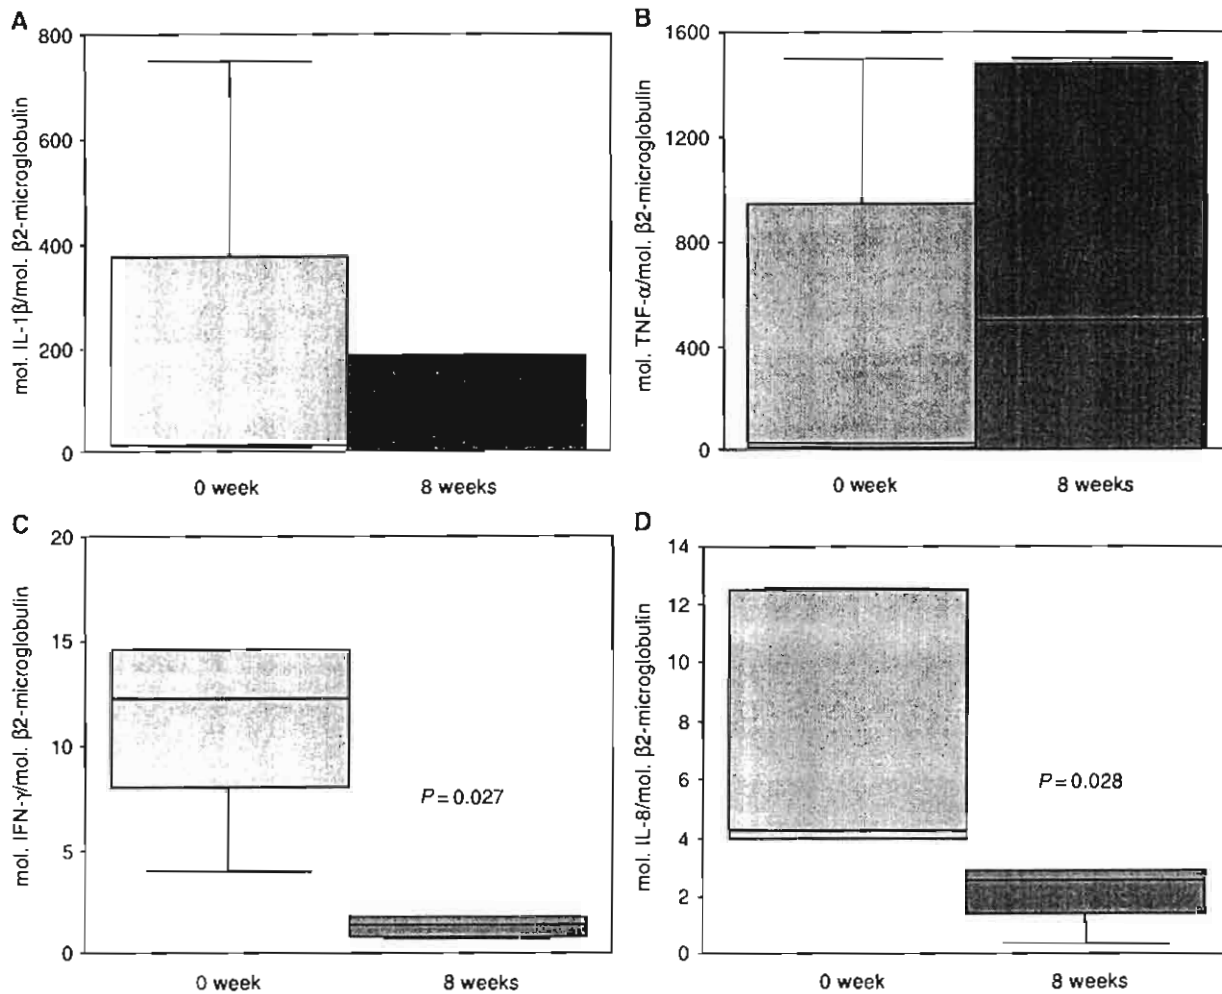 A
mol. IL-1β/mol. β2-microglobulin
800
600
400
200
0
0 week
8 weeks
B
mol. TNF-α/mol. β2-microglobulin
1600
1200
800
400
0
0 week
8 weeks
C
mol. IFN-γ/mol. β2-microglobulin
20
15
10
5
0
P = 0.027
0 week
8 weeks
D
mol. IL-8/mol. β2-microglobulin
14
12
10
8
6
4
2
0
P = 0.028
0 week
8 weeks